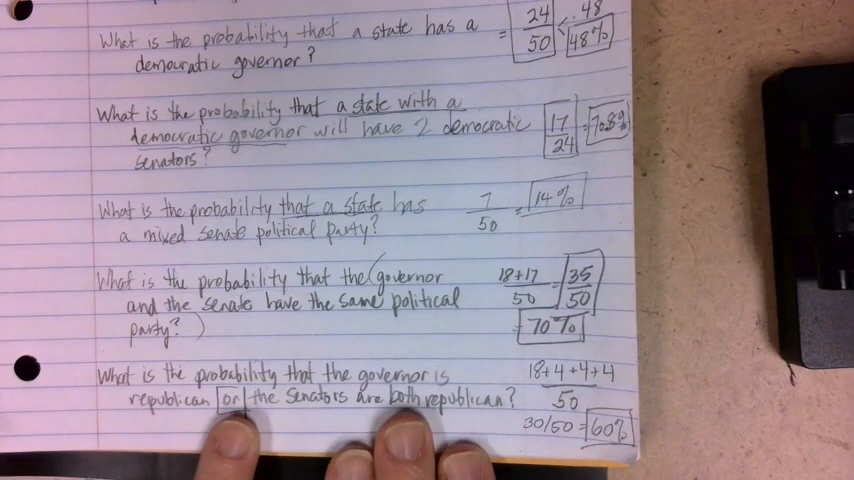 What is the probability that a state has a
democratic governor?
= 24/50 < .48
48%
What is the probability that a state with a
democratic governor will have 2 democratic
senators?
17/24 = 70.8%
What is the probability that a state has
a mixed senate political party?
7/50 = 14%
What is the probability that the (governor
and the senate have the same political
party?)
18+17/50 = 35/50
= 70%
What is the probability that the governor is
republican or the senators are both republican?
18+4+4+4/50
30/50 = 60%